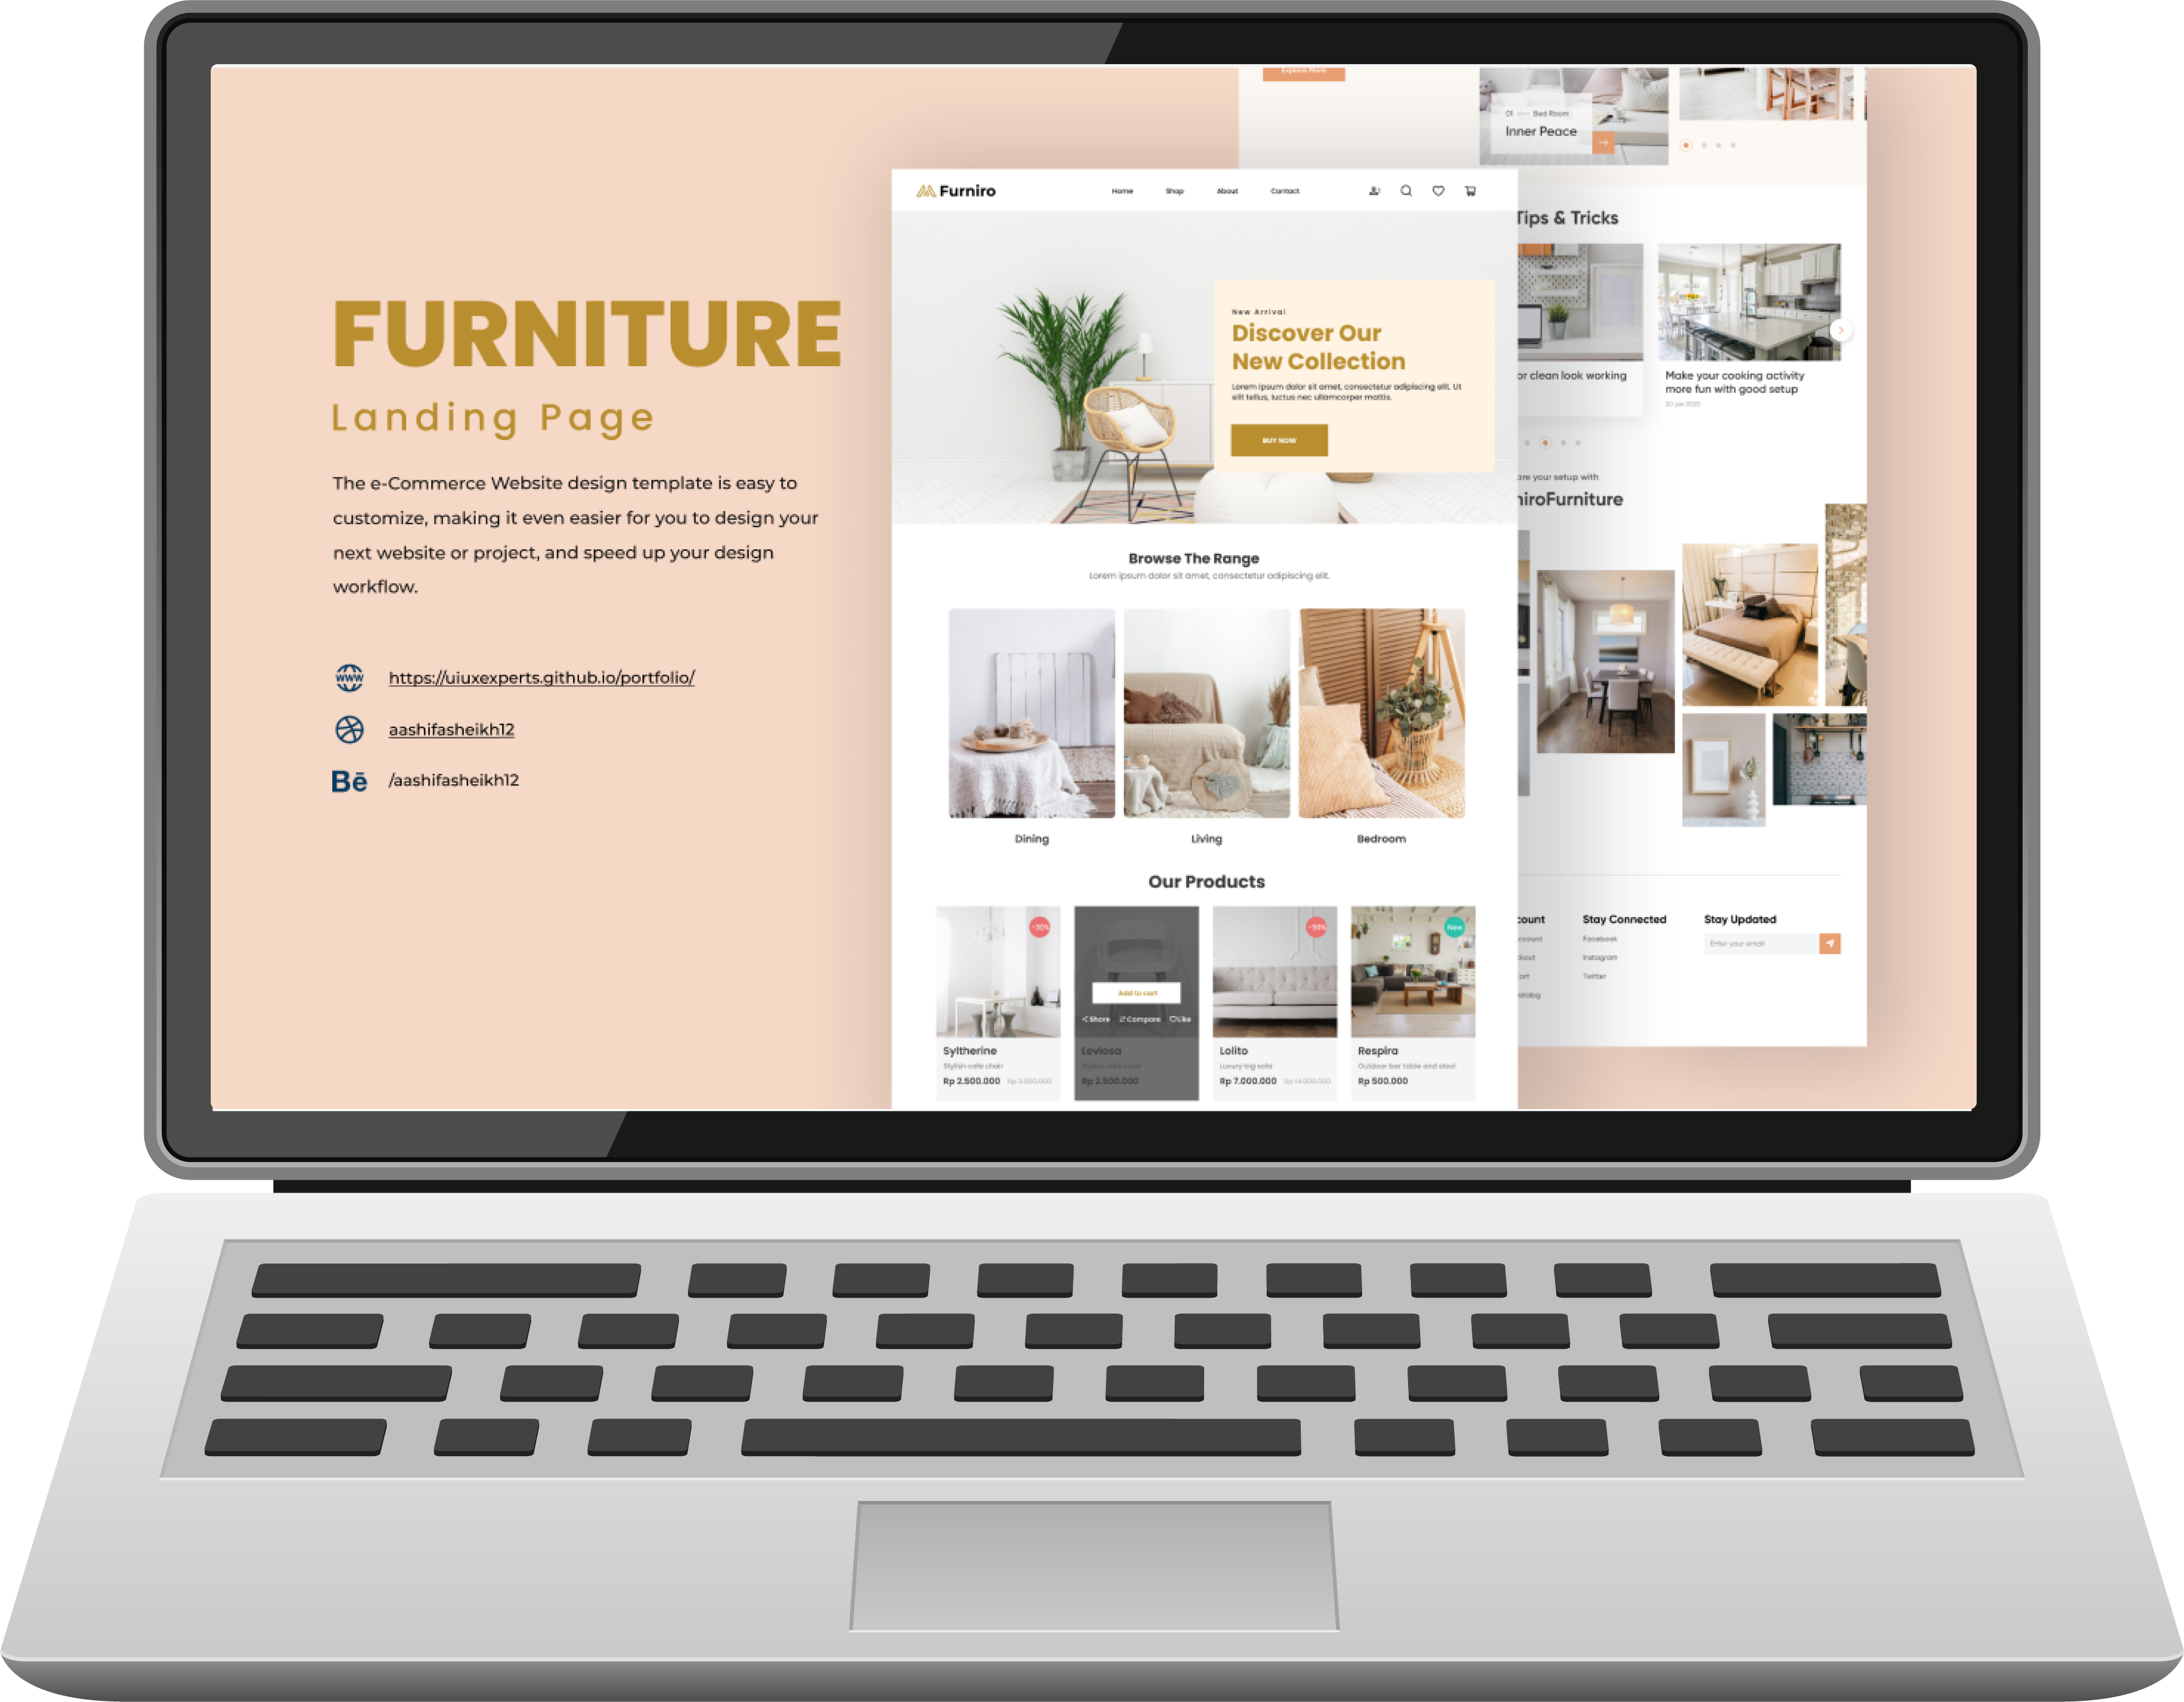 FURNITURE
Landing Page
The e-Commerce Website design template is easy to
customize, making it even easier for you to design your
next website or project, and speed up your design
workflow.
https://uiuxexperts.github.io/portfolio/
aashifasheikh12
Bē /aashifasheikh12
Furniro
Home Shop About Contact
New Arrival
Discover Our
New Collection
Lorem ipsum dolor sit amet, consectetur adipiscing elit. Ut
elit tellus, luctus nec ullamcorper mattis.
BUY NOW
Browse The Range
Lorem ipsum dolor sit amet, consectetur adipiscing elit.
Dining Living Bedroom
Our Products
-30%
New
Add to cart
Share Compare Like
Syltherine
Stylish cafe chair
Rp 2.500.000 Rp 3.500.000
Leviosa
Stylish cafe chair
Rp 2.500.000
Lolito
Luxury big sofa
Rp 7.000.000 Rp 14.000.000
Respira
Outdoor bar table and stool
Rp 500.000
Explore More
01 — Bed Room
Inner Peace
Tips & Tricks
or clean look working
Make your cooking activity
more fun with good setup
20 jan 2020
are your setup with
niroFurniture
count
ccount
kout
Cart
atalog
Stay Connected
Facebook
Instagram
Twitter
Stay Updated
Enter your email